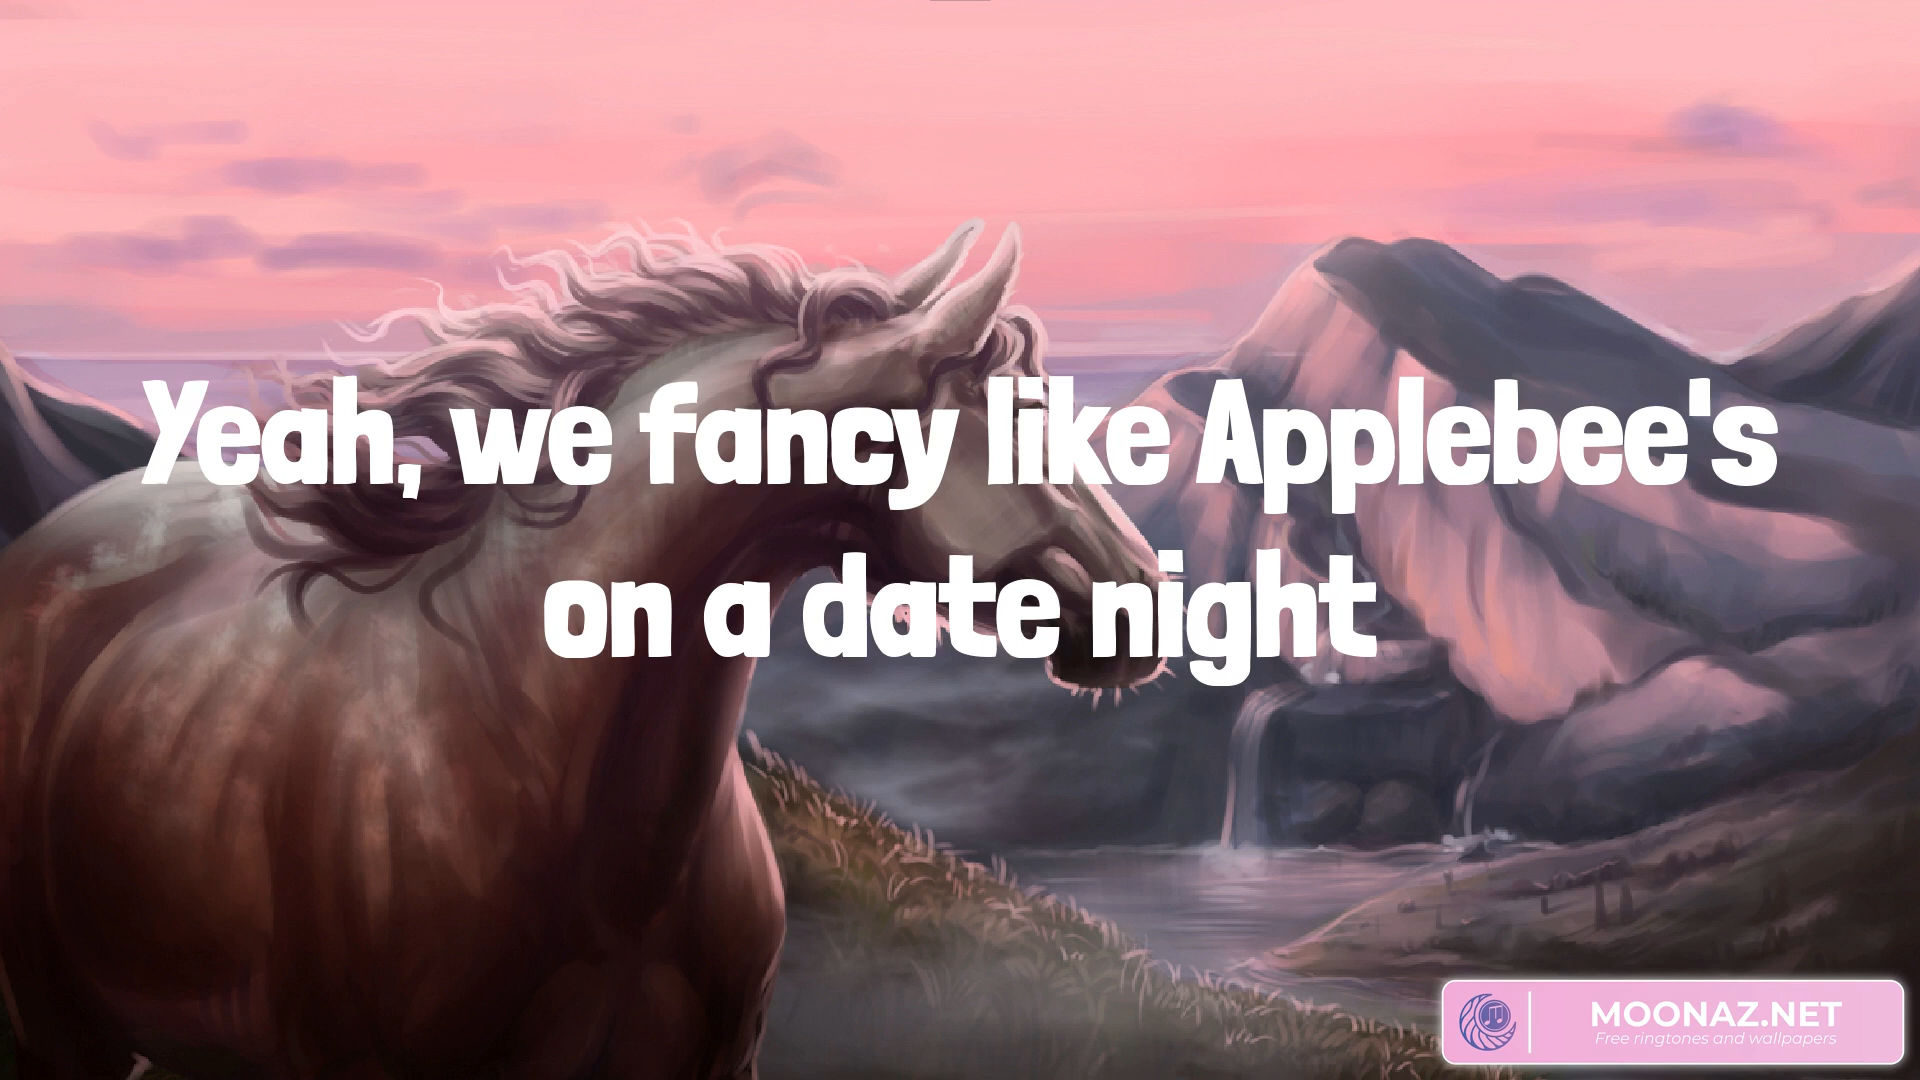 Yeah, we fancy like Applebee's
on a date night
MOONAZ.NET
Free ringtones and wallpapers